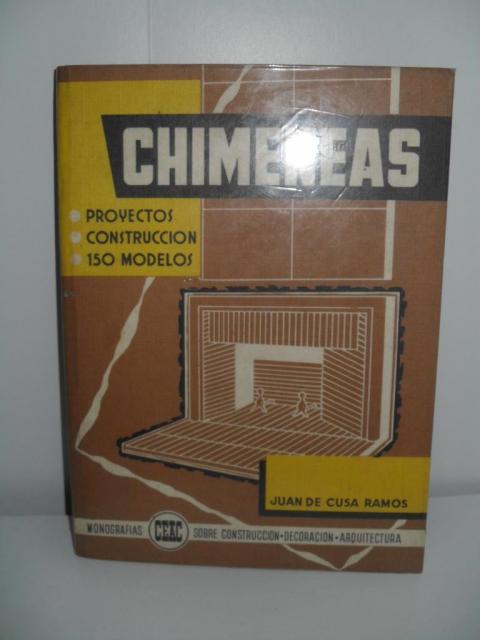 CHIMENEAS
PROYECTOS
CONSTRUCCION
150 MODELOS
JUAN DE CUSA RAMOS
MONOGRAFIAS CEAC SOBRE CONSTRUCCION-DECORACION-ARQUITECTURA